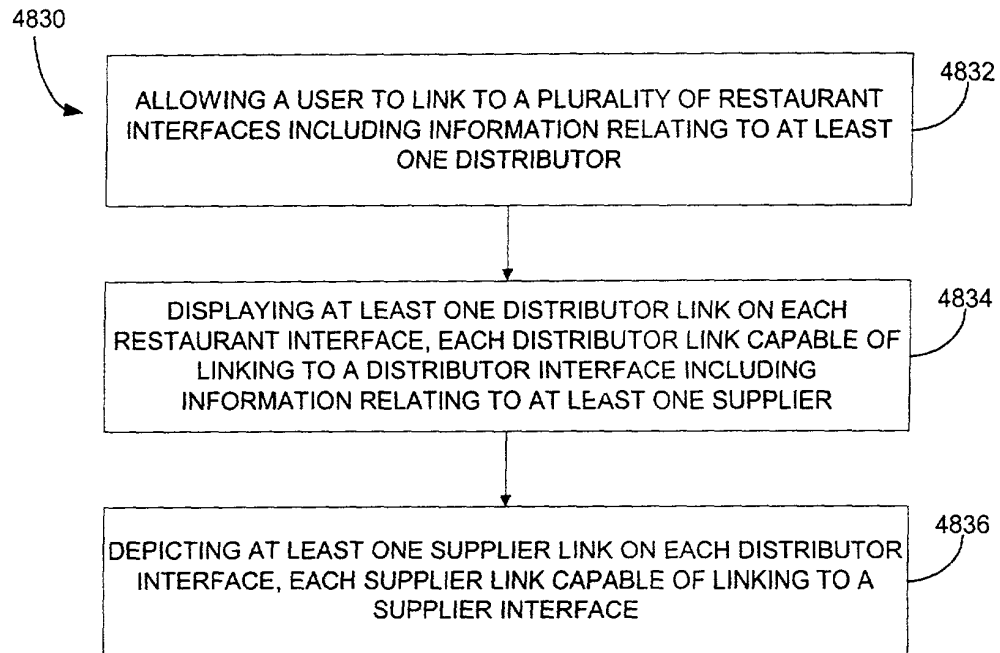 4830
4832
ALLOWING A USER TO LINK TO A PLURALITY OF RESTAURANT
INTERFACES INCLUDING INFORMATION RELATING TO AT LEAST
ONE DISTRIBUTOR
4834
DISPLAYING AT LEAST ONE DISTRIBUTOR LINK ON EACH
RESTAURANT INTERFACE, EACH DISTRIBUTOR LINK CAPABLE OF
LINKING TO A DISTRIBUTOR INTERFACE INCLUDING
INFORMATION RELATING TO AT LEAST ONE SUPPLIER
4836
DEPICTING AT LEAST ONE SUPPLIER LINK ON EACH DISTRIBUTOR
INTERFACE, EACH SUPPLIER LINK CAPABLE OF LINKING TO A
SUPPLIER INTERFACE